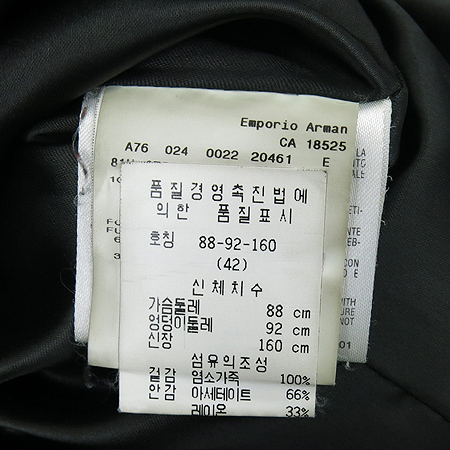 Emporio Arman
CA 18525
A76 024 0022 20461 E
품질경영촉진법에
의한 품질표시
호칭 88-92-160
(42)
신체치수
가슴둘레 88 cm
엉덩이둘레 92 cm
신장 160 cm
섬유의조성
겉감 염소가죽 100%
안감 아세테이트 66%
레이온 33%